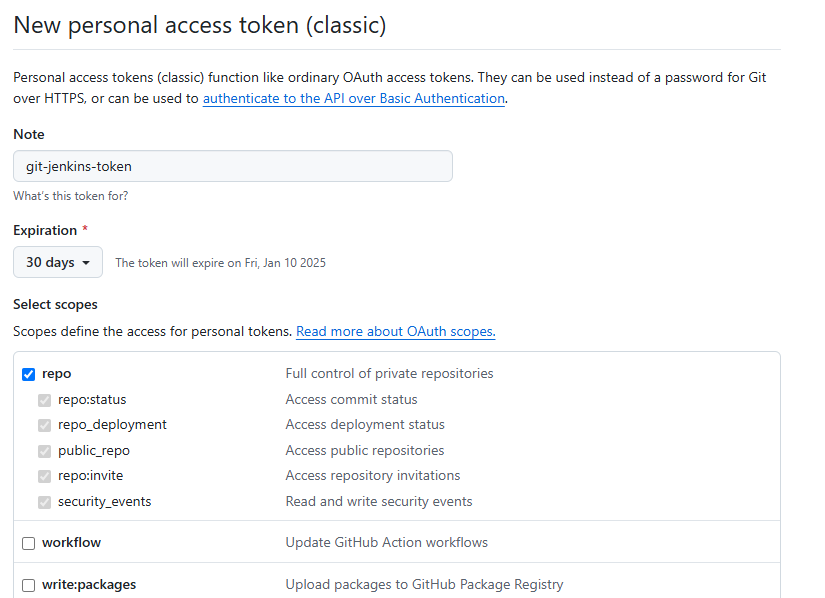 New personal access token (classic)
Personal access tokens (classic) function like ordinary OAuth access tokens. They can be used instead of a password for Git
over HTTPS, or can be used to authenticate to the API over Basic Authentication.
Note
git-jenkins-token
What's this token for?
Expiration *
30 days The token will expire on Fri, Jan 10 2025
Select scopes
Scopes define the access for personal tokens. Read more about OAuth scopes.
repo Full control of private repositories
repo:status Access commit status
repo_deployment Access deployment status
public_repo Access public repositories
repo:invite Access repository invitations
security_events Read and write security events
workflow Update GitHub Action workflows
write:packages Upload packages to GitHub Package Registry